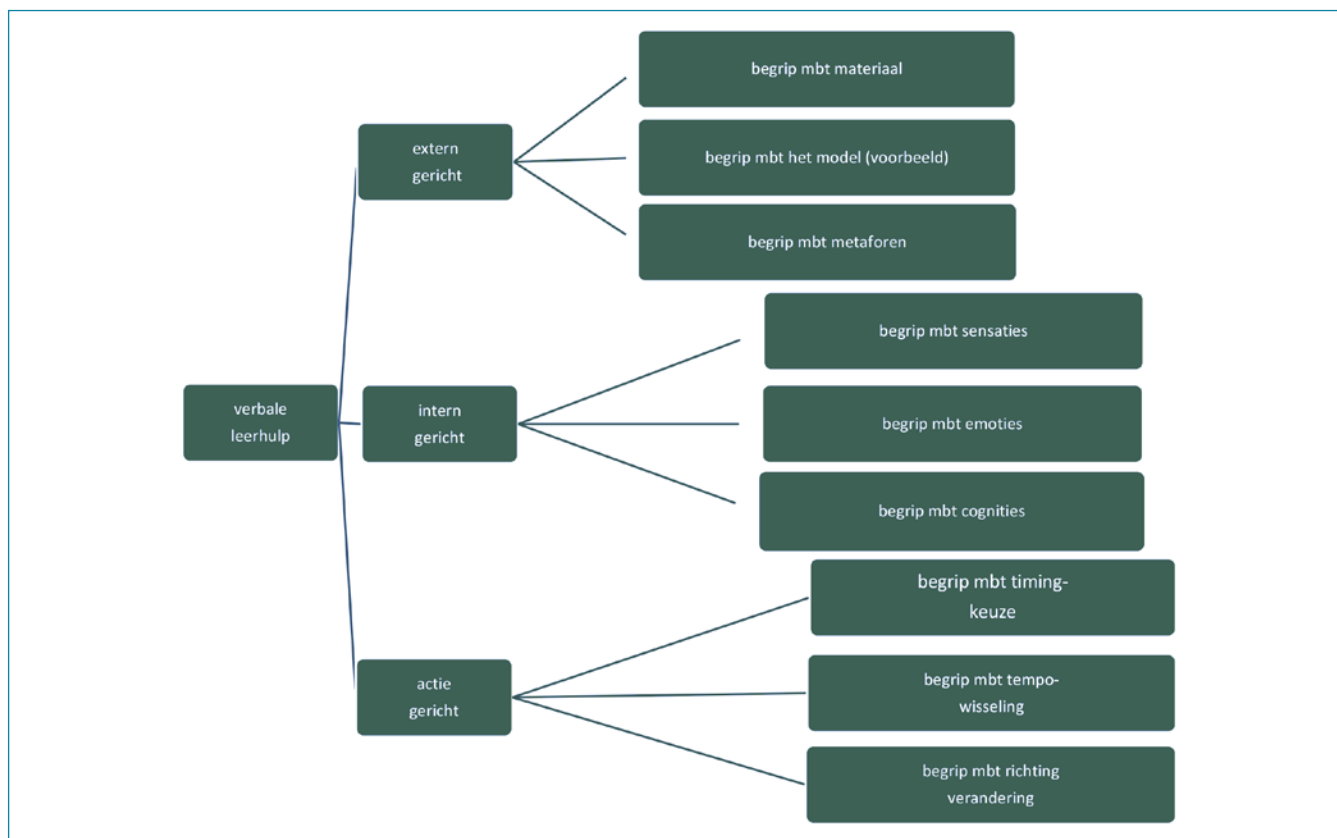 verbale
leerhulp
extern
gericht
begrip mbt materiaal
begrip mbt het model (voorbeeld)
begrip mbt metaforen
intern
gericht
begrip mbt sensaties
begrip mbt emoties
begrip mbt cognities
actie
gericht
begrip mbt timing-
keuze
begrip mbt tempo-
wisseling
begrip mbt richting
verandering